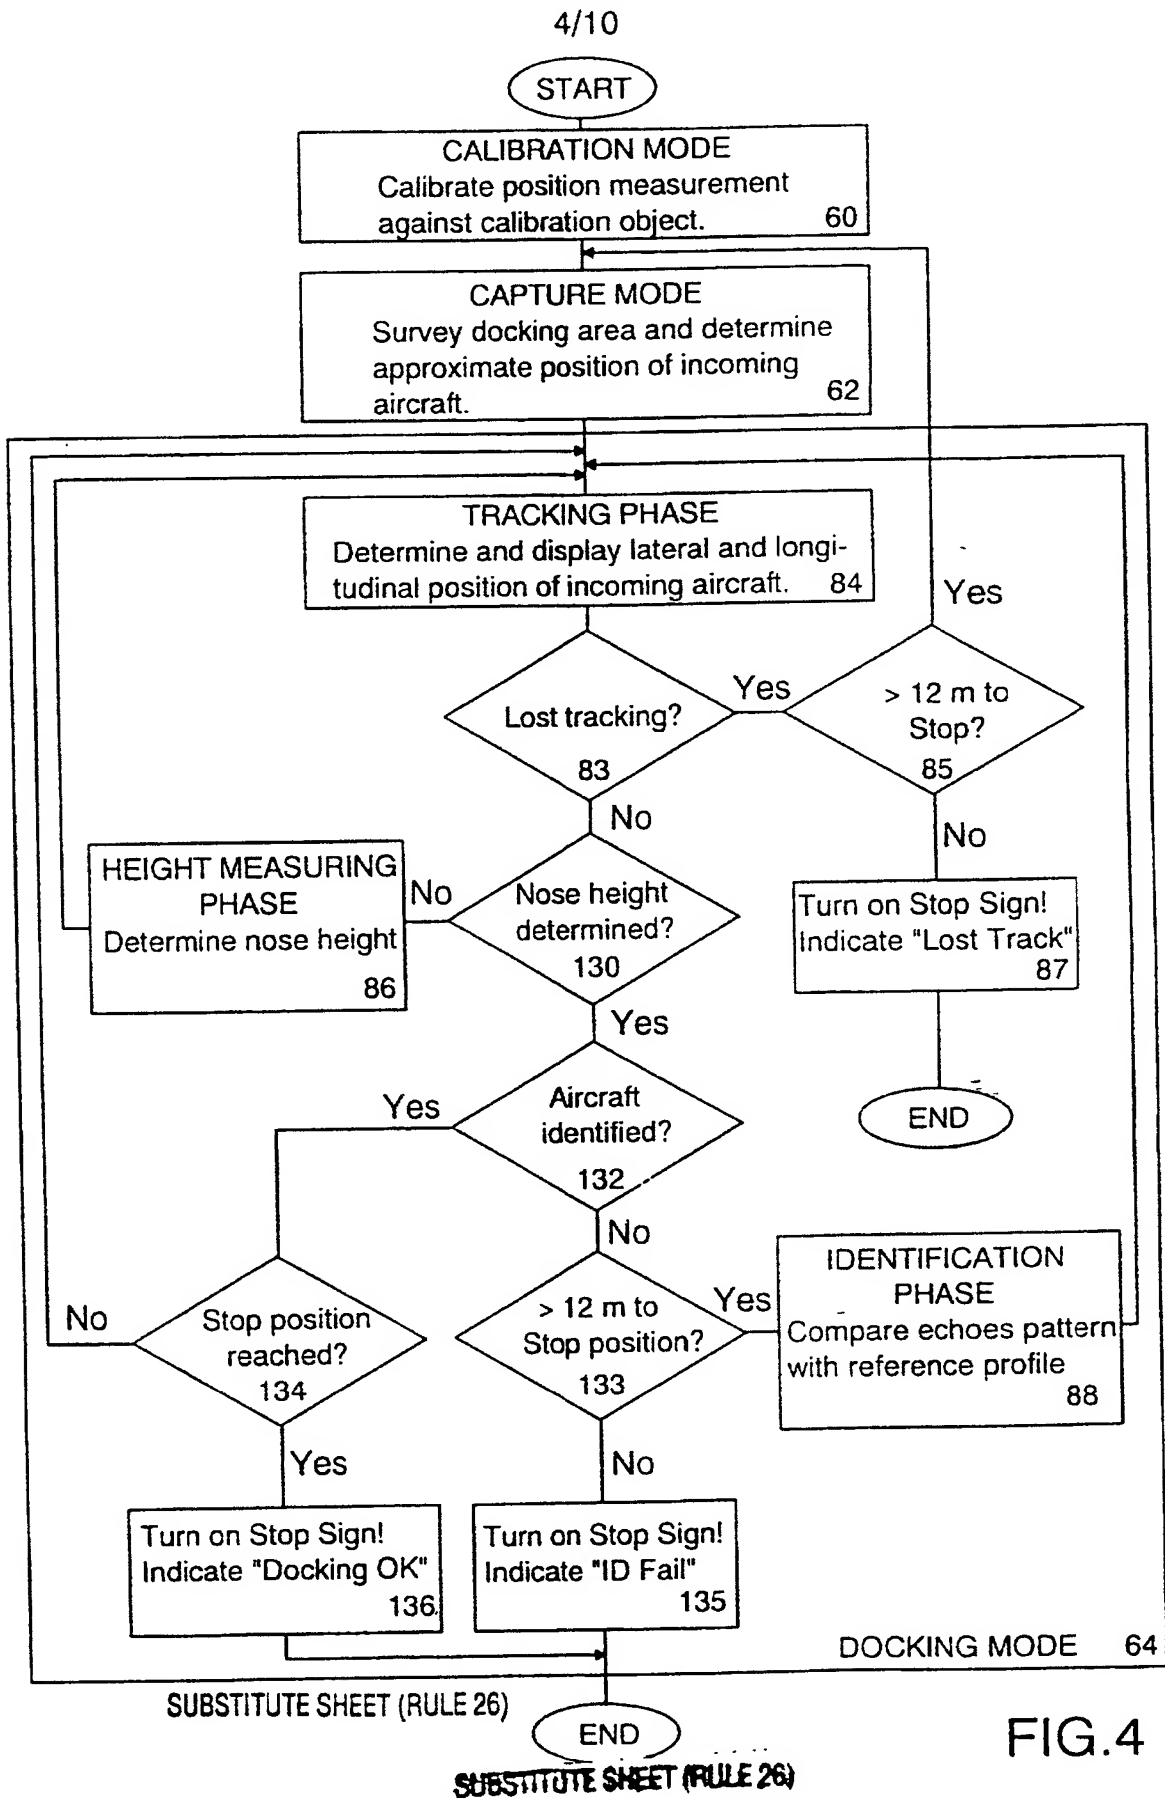 4/10
START
CALIBRATION MODE
Calibrate position measurement
against calibration object.
60
CAPTURE MODE
Survey docking area and determine
approximate position of incoming
aircraft.
62
TRACKING PHASE
Determine and display lateral and longi-
tudinal position of incoming aircraft.
84
Yes
Lost tracking?
83
Yes
> 12 m to
Stop?
85
No
No
HEIGHT MEASURING
PHASE
Determine nose height
86
No
Nose height
determined?
130
Turn on Stop Sign!
Indicate "Lost Track"
87
Yes
END
Yes
Aircraft
identified?
132
No
No
Stop position
reached?
134
> 12 m to
Stop position?
133
Yes
IDENTIFICATION
PHASE
Compare echoes pattern
with reference profile
88
Yes
No
Turn on Stop Sign!
Indicate "Docking OK"
136
Turn on Stop Sign!
Indicate "ID Fail"
135
DOCKING MODE 64
SUBSTITUTE SHEET (RULE 26)
END
FIG.4
SUBSTITUTE SHEET (RULE 26)